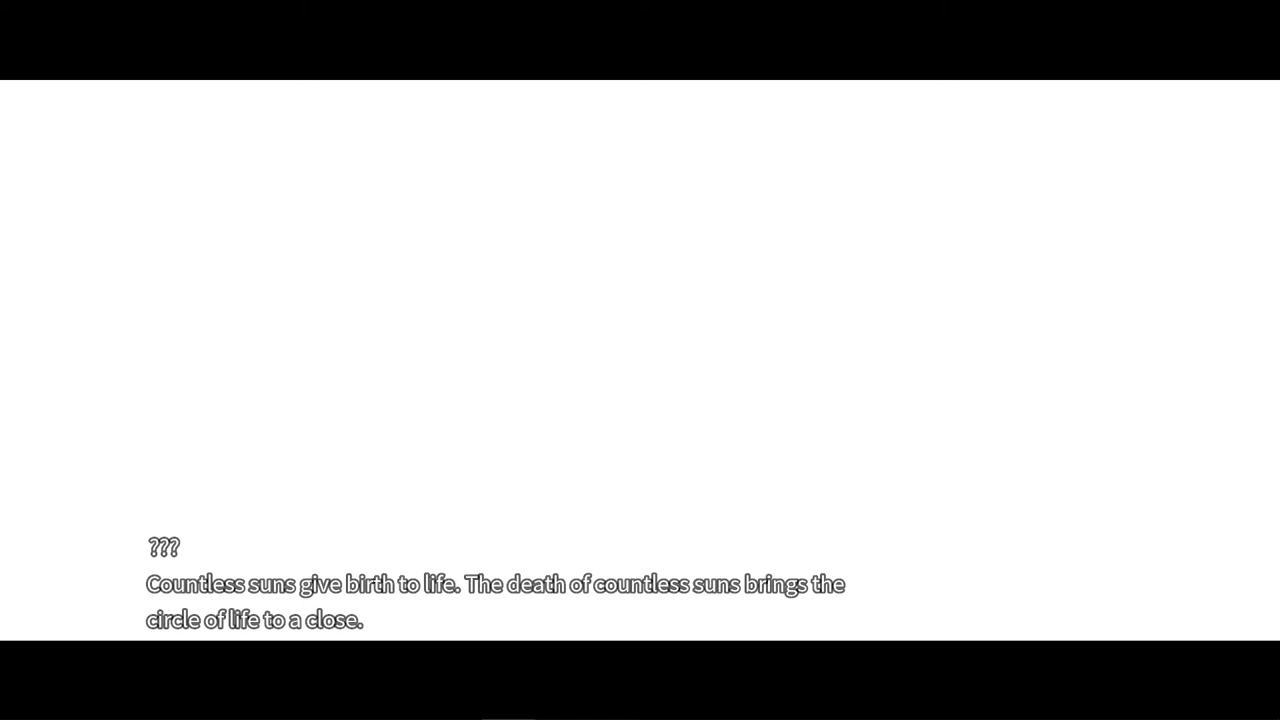 ???
Countless suns give birth to life. The death of countless suns brings the
circle of life to a close.